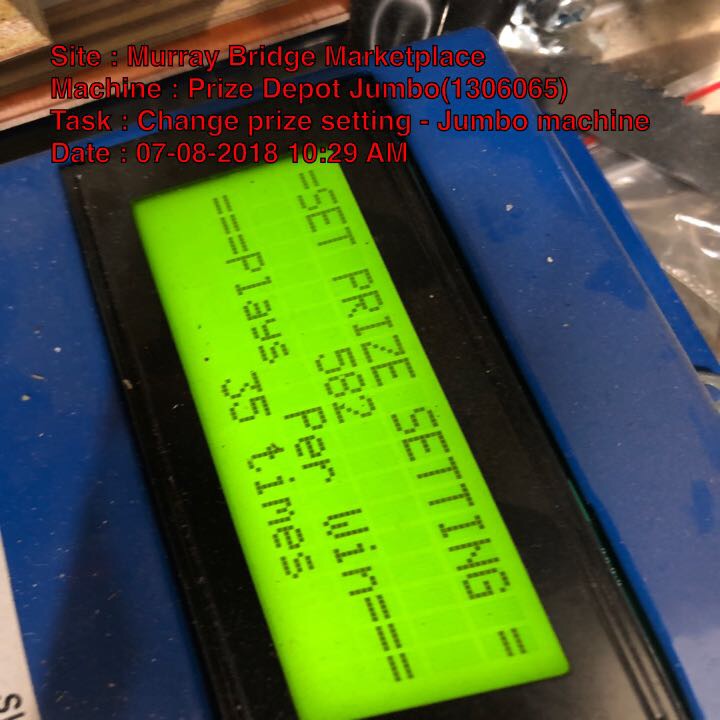 Site : Murray Bridge Marketplace
Machine : Prize Depot Jumbo(1306065)
Task : Change prize setting - Jumbo machine
Date : 07-08-2018 10:29 AM
=SET PRIZE SETTING =
582
===Plays Per Win===
35 times